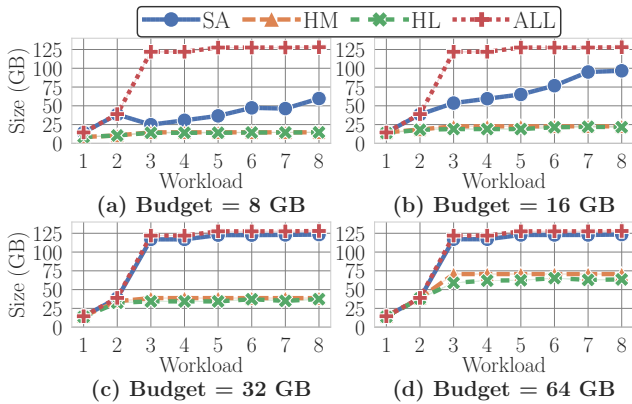 SA HM HL ALL
Size (GB)
125
100
75
50
25
0
1 2 3 4 5 6 7 8
Workload
(a) Budget = 8 GB
Size (GB)
125
100
75
50
25
0
1 2 3 4 5 6 7 8
Workload
(b) Budget = 16 GB
Size (GB)
125
100
75
50
25
0
1 2 3 4 5 6 7 8
Workload
(c) Budget = 32 GB
Size (GB)
125
100
75
50
25
0
1 2 3 4 5 6 7 8
Workload
(d) Budget = 64 GB